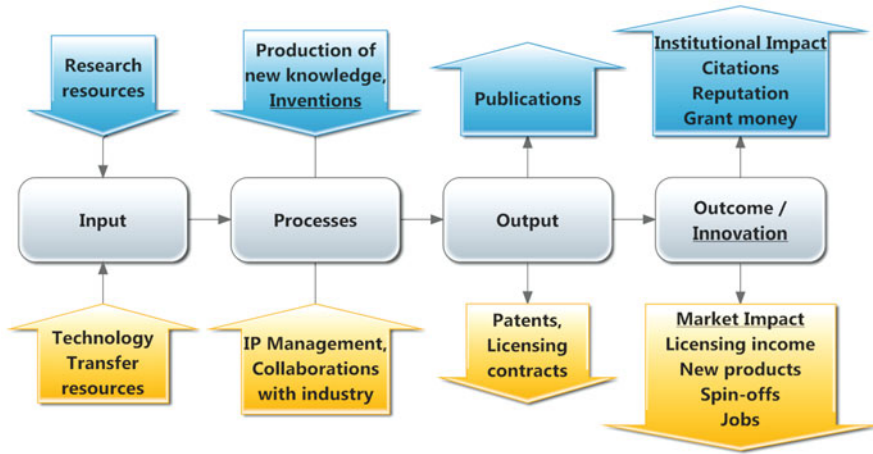 Research
resources
Production of
new knowledge,
Inventions
Publications
Institutional Impact
Citations
Reputation
Grant money
Input
Processes
Output
Outcome /
Innovation
Technology
Transfer
resources
IP Management,
Collaborations
with industry
Patents,
Licensing
contracts
Market Impact
Licensing income
New products
Spin-offs
Jobs